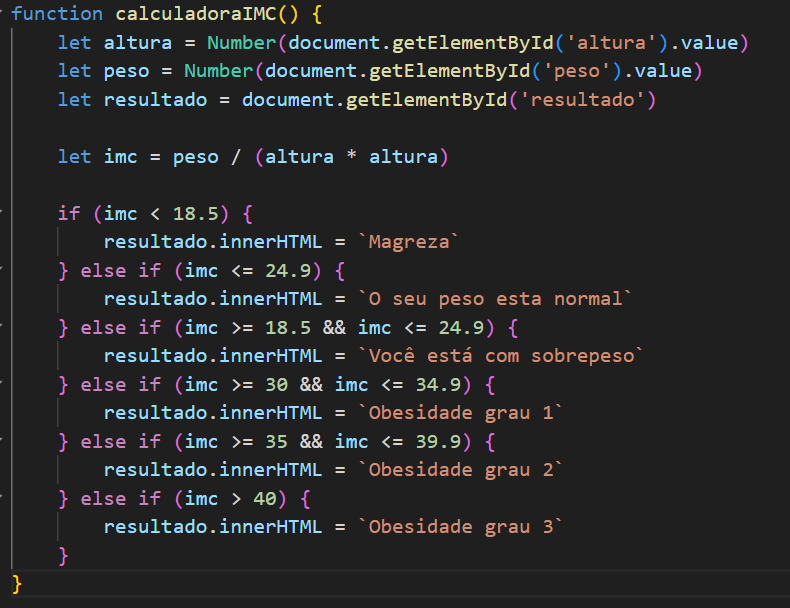 function calculadoraIMC() {
    let altura = Number(document.getElementById('altura').value)
    let peso = Number(document.getElementById('peso').value)
    let resultado = document.getElementById('resultado')

    let imc = peso / (altura * altura)

    if (imc < 18.5) {
        resultado.innerHTML = `Magreza`
    } else if (imc <= 24.9) {
        resultado.innerHTML = `O seu peso esta normal`
    } else if (imc >= 18.5 && imc <= 24.9) {
        resultado.innerHTML = `Você está com sobrepeso`
    } else if (imc >= 30 && imc <= 34.9) {
        resultado.innerHTML = `Obesidade grau 1`
    } else if (imc >= 35 && imc <= 39.9) {
        resultado.innerHTML = `Obesidade grau 2`
    } else if (imc > 40) {
        resultado.innerHTML = `Obesidade grau 3`
    }
}